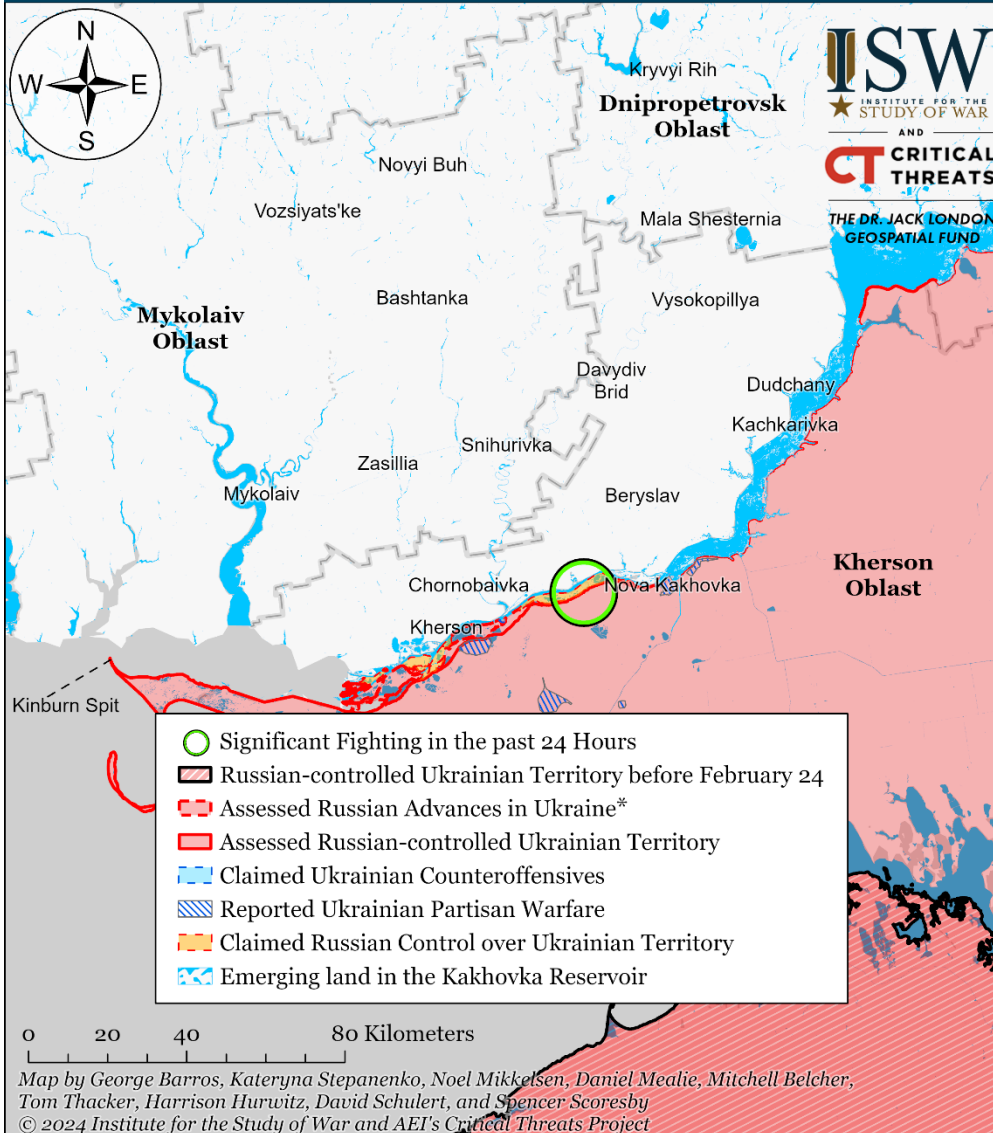 N
W E
S
ISW
INSTITUTE FOR THE
STUDY OF WAR
AND
CT CRITICAL
THREATS
THE DR. JACK LONDON
GEOSPATIAL FUND
Kryvyi Rih
Dnipropetrovsk
Oblast
Novyi Buh
Vozsiyats'ke
Mala Shesternia
Bashtanka
Vysokopillya
Mykolaiv
Oblast
Davydiv
Brid
Dudchany
Kachkarivka
Snihurivka
Zasillia
Mykolaiv
Beryslav
Kherson
Oblast
Chornobaivka
Nova Kakhovka
Kherson
Kinburn Spit
Significant Fighting in the past 24 Hours
Russian-controlled Ukrainian Territory before February 24
Assessed Russian Advances in Ukraine*
Assessed Russian-controlled Ukrainian Territory
Claimed Ukrainian Counteroffensives
Reported Ukrainian Partisan Warfare
Claimed Russian Control over Ukrainian Territory
Emerging land in the Kakhovka Reservoir
0 20 40 80 Kilometers
Map by George Barros, Kateryna Stepanenko, Noel Mikkelsen, Daniel Mealie, Mitchell Belcher,
Tom Thacker, Harrison Hurwitz, David Schulert, and Spencer Scoresby
© 2024 Institute for the Study of War and AEI's Critical Threats Project